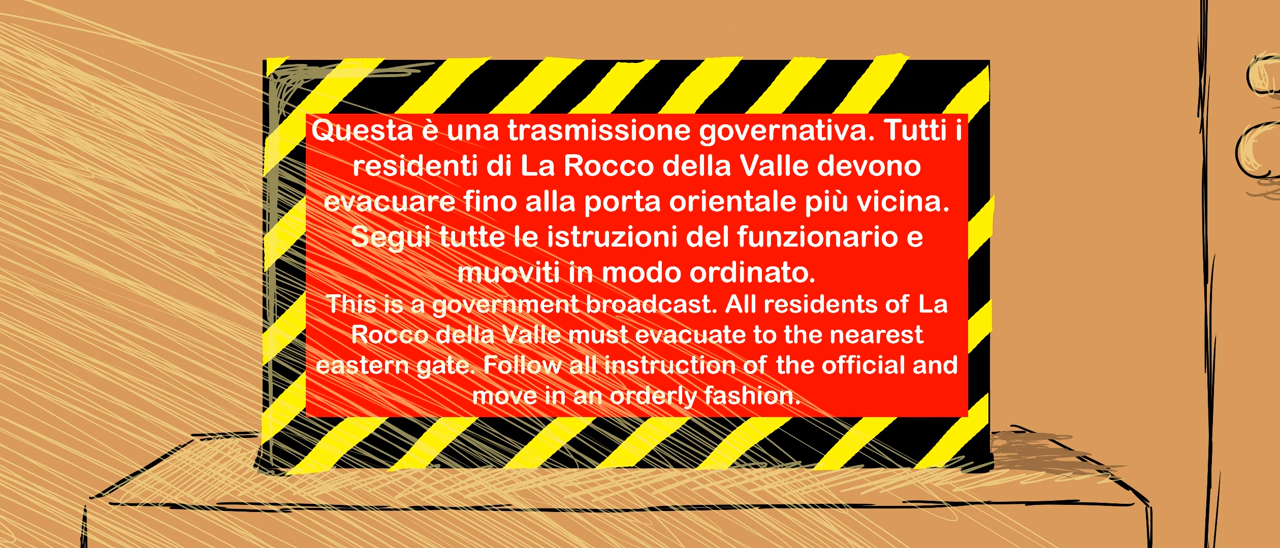 Questa è una trasmissione governativa. Tutti i
residenti di La Rocco della Valle devono
evacuare fino alla porta orientale più vicina.
Segui tutte le istruzioni del funzionario e
muoviti in modo ordinato.
This is a government broadcast. All residents of La
Rocco della Valle must evacuate to the nearest
eastern gate. Follow all instruction of the official and
move in an orderly fashion.